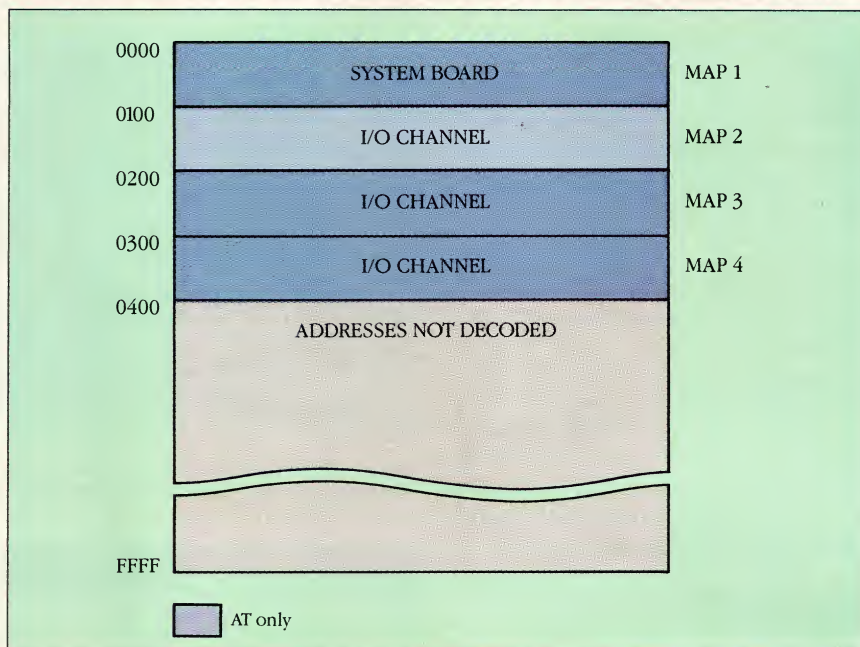 0000
SYSTEM BOARD MAP 1
0100
I/O CHANNEL MAP 2
0200
I/O CHANNEL MAP 3
0300
I/O CHANNEL MAP 4
0400
ADDRESSES NOT DECODED
FFFF
AT only